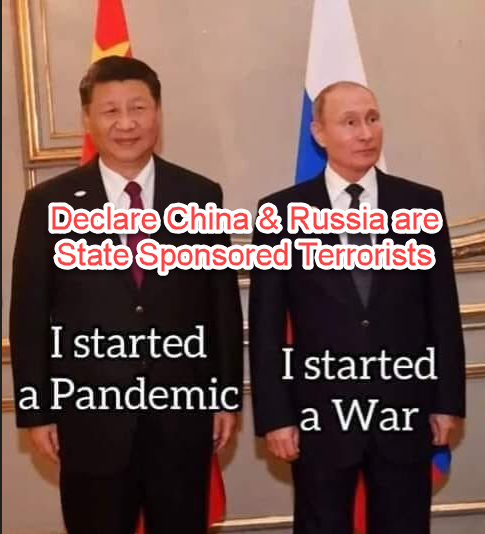 Declare China & Russia are
State Sponsored Terrorists
I started
a Pandemic
I started
a War